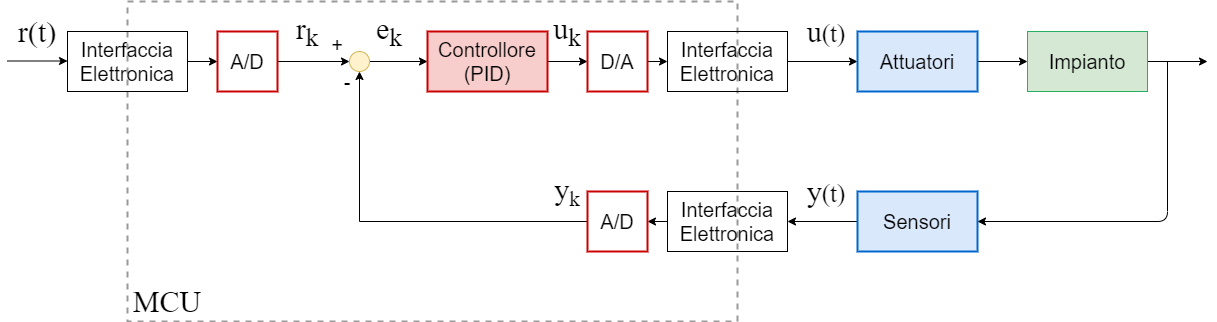 r(t)
Interfaccia
Elettronica
A/D
r_k
+
-
e_k
Controllore
(PID)
u_k
D/A
Interfaccia
Elettronica
u(t)
Attuatori
Impianto
y_k
A/D
Interfaccia
Elettronica
y(t)
Sensori
MCU